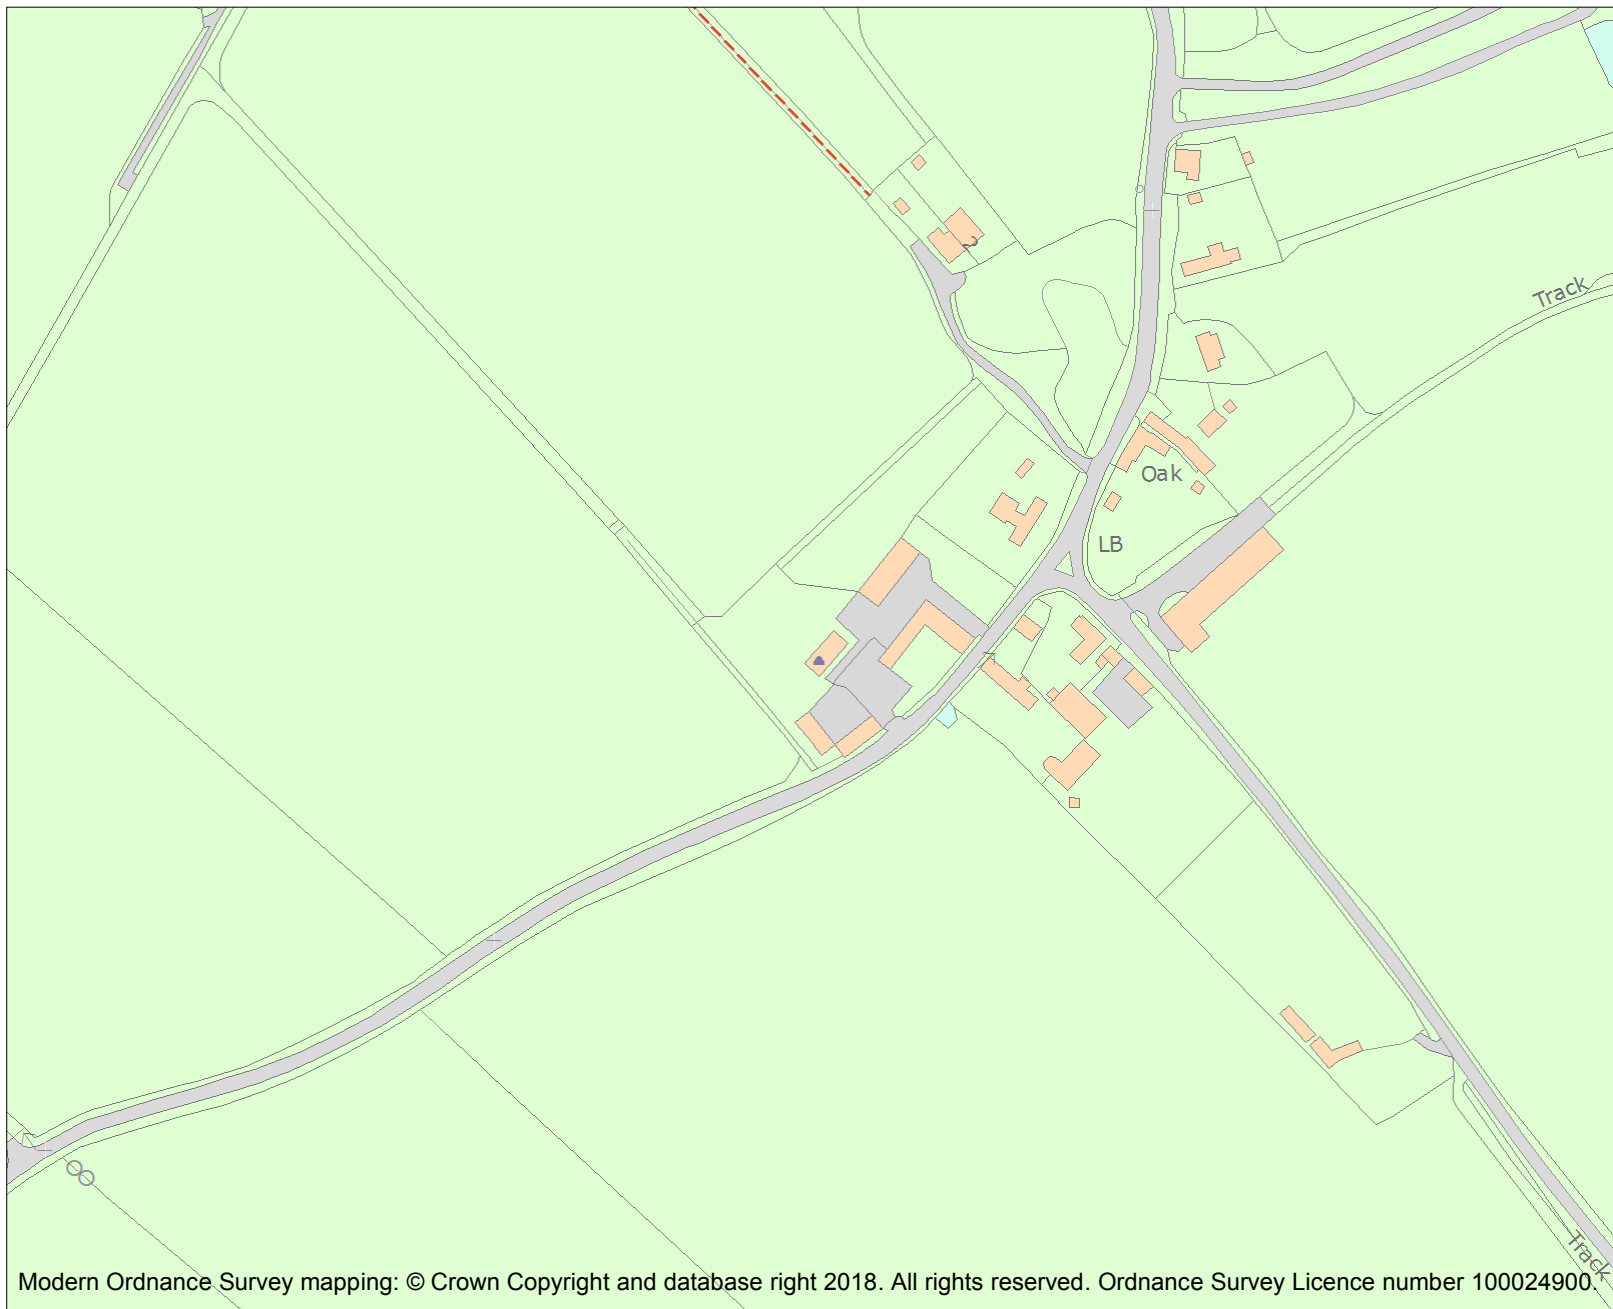 2
Track
Oak
LB
Track
Modern Ordnance Survey mapping: © Crown Copyright and database right 2018. All rights reserved. Ordnance Survey Licence number 100024900.